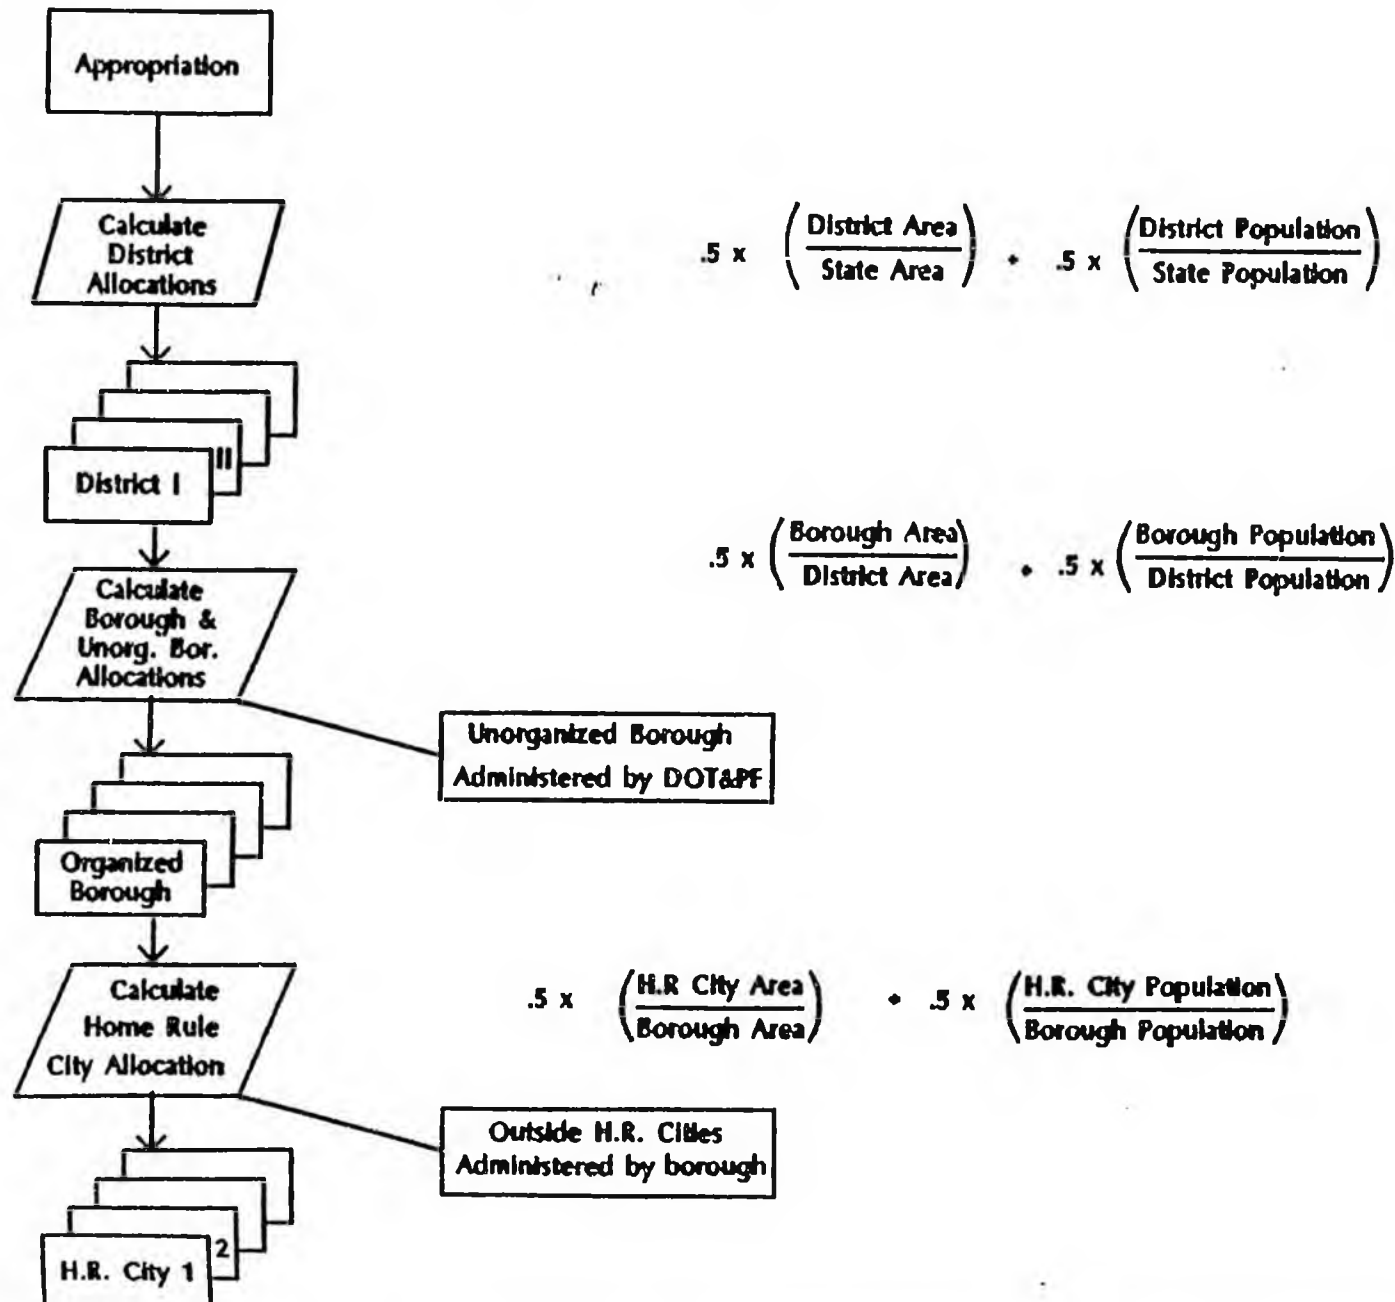 Appropriation
Calculate
District
Allocations
.5 x (District Area / State Area) + .5 x (District Population / State Population)
II
District I
.5 x (Borough Area / District Area) + .5 x (Borough Population / District Population)
Calculate
Borough &
Unorg. Bor.
Allocations
Unorganized Borough
Administered by DOT&PF
Organized
Borough
Calculate
Home Rule
City Allocation
.5 x (H.R City Area / Borough Area) + .5 x (H.R. City Population / Borough Population)
Outside H.R. Cities
Administered by borough
2
H.R. City 1